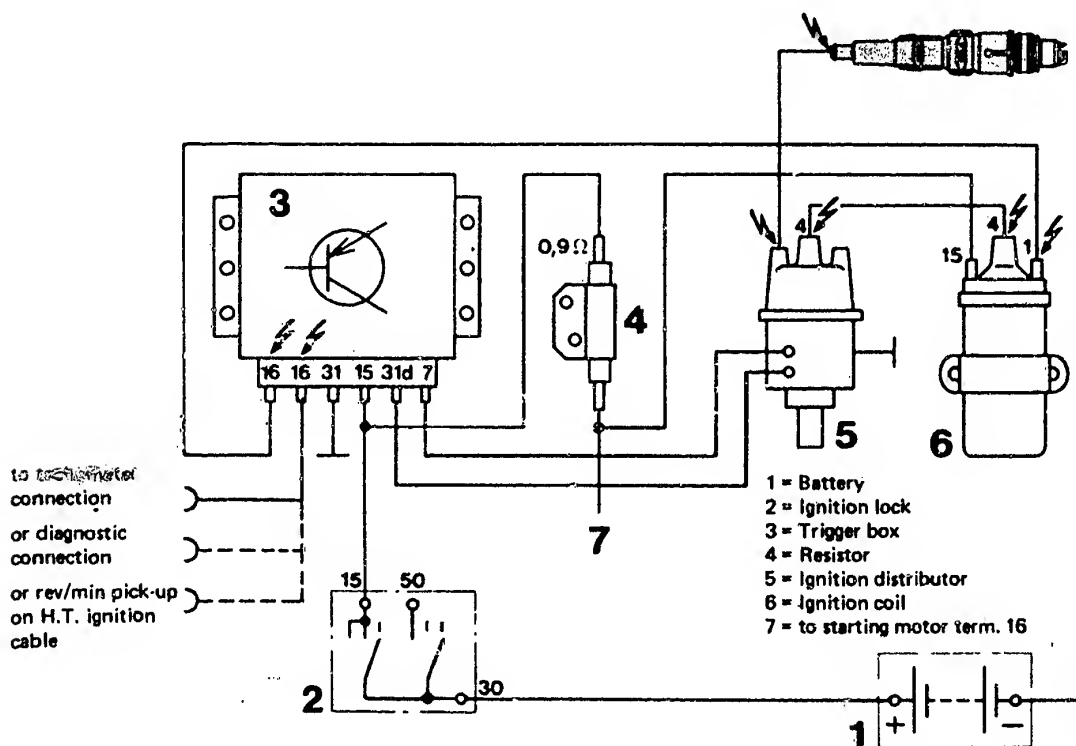 3
0,9 Ω
4
4
4
1
15
16 16 31 15 31d 7
5
6
to
connection
or diagnostic
connection
or rev/min pick-up
on H.T. ignition
cable
7
1 = Battery
2 = Ignition lock
3 = Trigger box
4 = Resistor
5 = Ignition distributor
6 = Ignition coil
7 = to starting motor term. 16
15 50
2
30
1
+ −